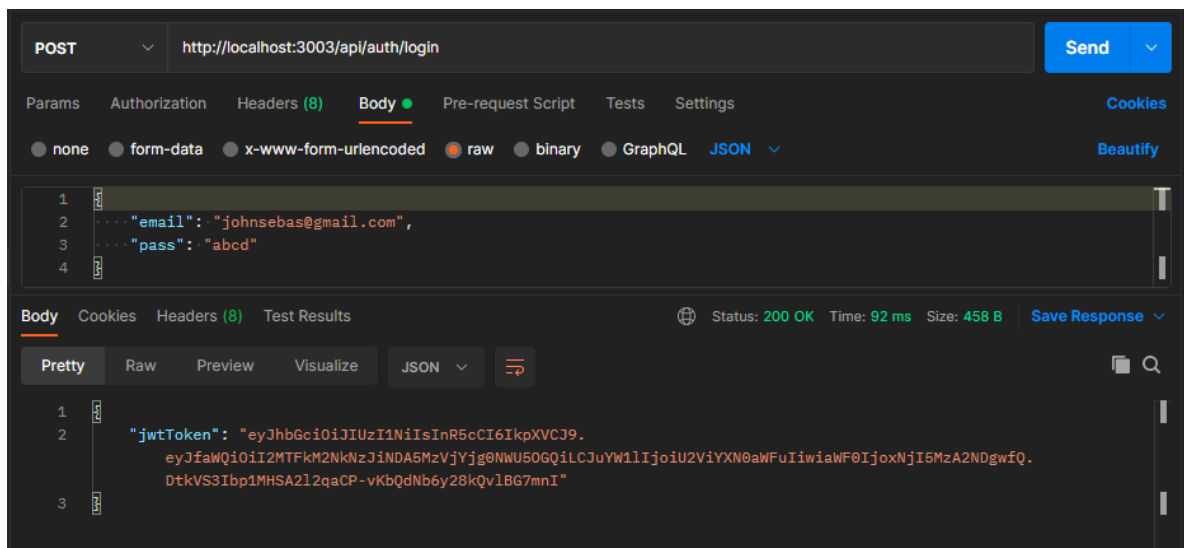 POST http://localhost:3003/api/auth/login Send
Params Authorization Headers (8) Body Pre-request Script Tests Settings Cookies
none form-data x-www-form-urlencoded raw binary GraphQL JSON Beautify
1 {
2 ····"email":·"johnsebas@gmail.com",
3 ····"pass":·"abcd"
4 }
Body Cookies Headers (8) Test Results Status: 200 OK Time: 92 ms Size: 458 B Save Response
Pretty Raw Preview Visualize JSON
1 {
2 "jwtToken": "eyJhbGciOiJIUzI1NiIsInR5cCI6IkpXVCJ9.
eyJfaWQiOiI2MTFkM2NkNzJiNDA5MzVjYjg0NWU5OGQiLCJuYW1lIjoiU2ViYXN0aWFuIiwiaWF0IjoxNjI5MzA2NDgwfQ.
DtkVS3Ibp1MHSA2l2qaCP-vKbQdNb6y28kQvlBG7mnI"
3 }